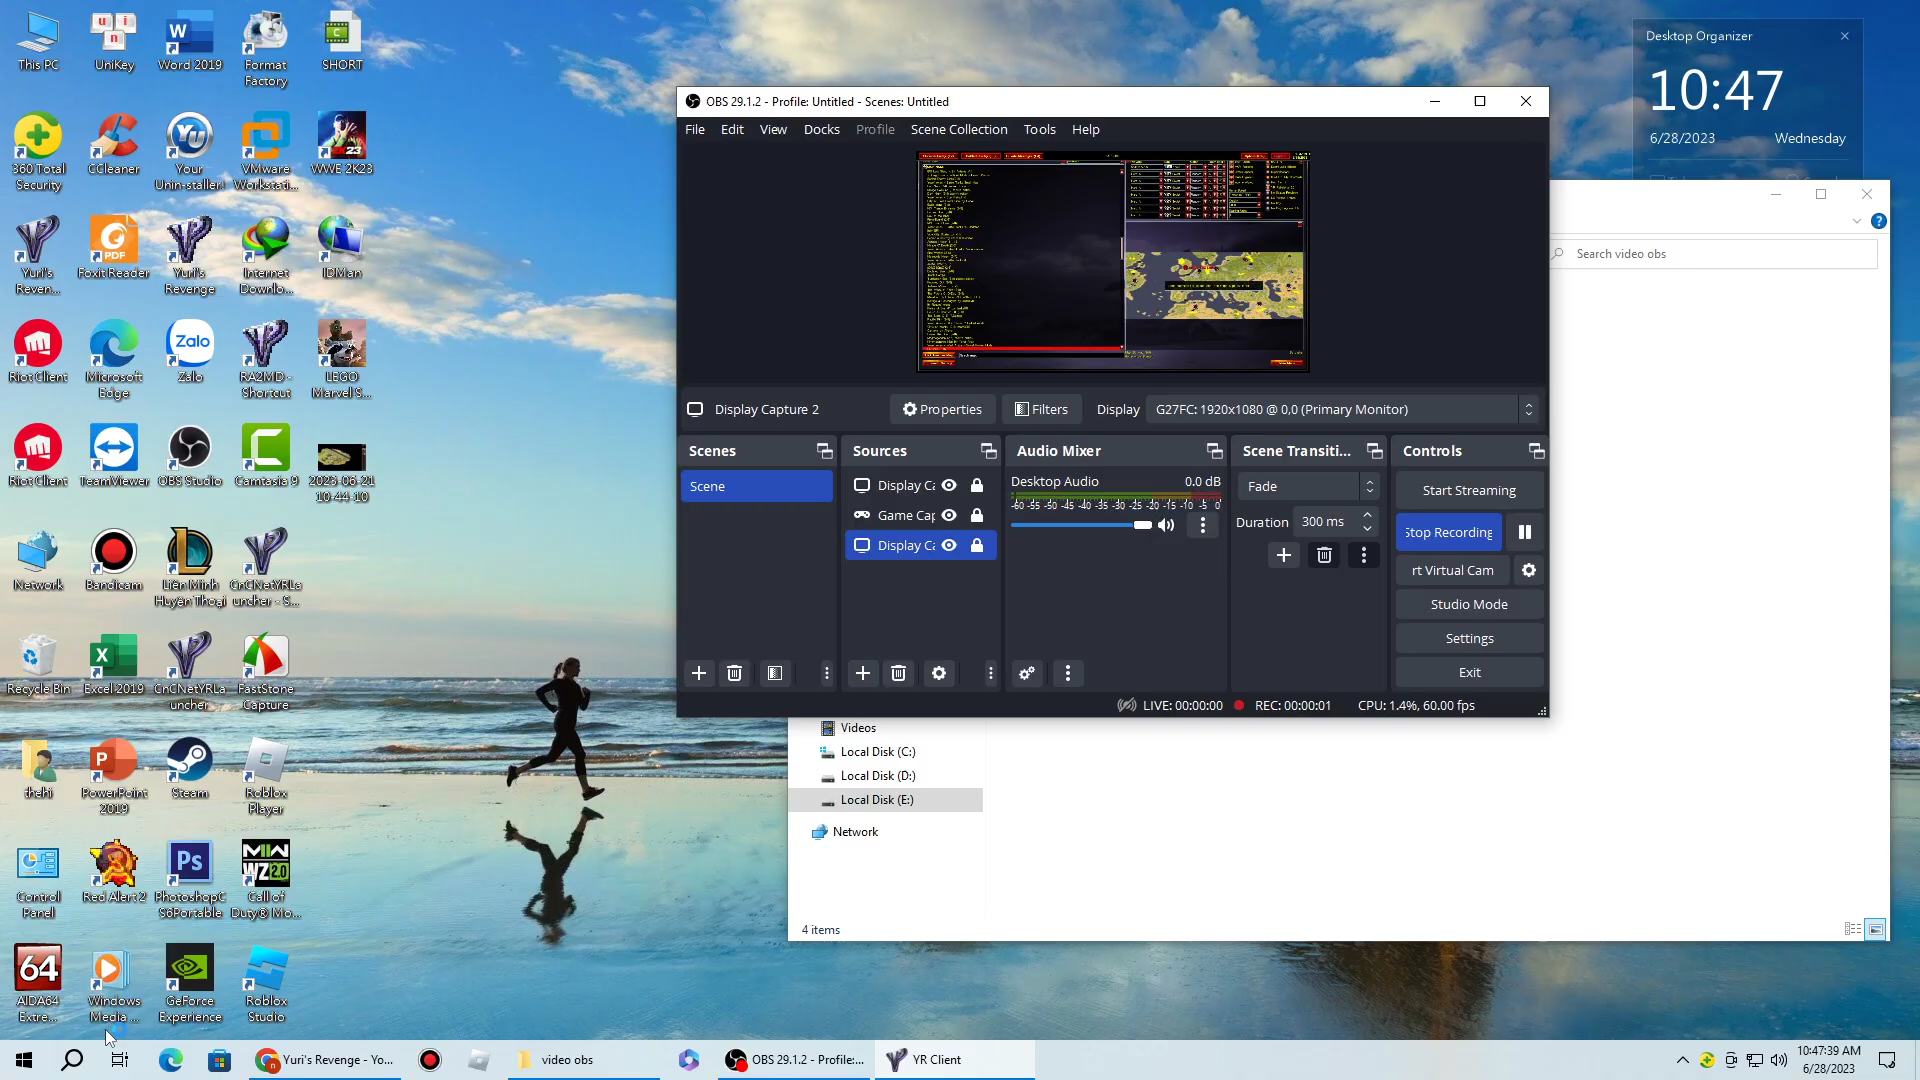 This PC
UniKey
Word 2019
Format
Factory
SHORT
360 Total
Security
CCleaner
Your
Unin-staller!
VMware
Workstati...
WWE 2K23
Yuri's
Reven...
Foxit Reader
Yuri's
Revenge
Internet
Downlo...
IDMan
Riot Client
Microsoft
Edge
Zalo
RA2MD -
Shortcut
LEGO
Marvel S...
Riot Client
TeamViewer
OBS Studio
Camtasia 9
2023-06-21
10-44-10
Network
Bandicam
Liên Minh
Huyền Thoại
CnCNetYRLa
uncher - S...
Recycle Bin
Excel 2019
CnCNetYRLa
uncher
FastStone
Capture
thehi
PowerPoint
2019
Steam
Roblox
Player
Control
Panel
Red Alert 2
PhotoshopC
S6Portable
Call of
Duty® Mo...
AIDA64
Extre...
Windows
Media ...
GeForce
Experience
Roblox
Studio
Desktop Organizer
10:47
6/28/2023 Wednesday
OBS 29.1.2 - Profile: Untitled - Scenes: Untitled
File Edit View Docks Profile Scene Collection Tools Help
Display Capture 2 Properties Filters Display G27FC: 1920x1080 @ 0,0 (Primary Monitor)
Scenes Sources Audio Mixer Scene Transiti... Controls
Scene
Display Ca
Game Cap
Display Ca
Desktop Audio 0.0 dB
-60 -55 -50 -45 -40 -35 -30 -25 -20 -15 -10 -5 0
Fade
Duration 300 ms
Start Streaming
Stop Recording
rt Virtual Cam
Studio Mode
Settings
Exit
LIVE: 00:00:00 REC: 00:00:01 CPU: 1.4%, 60.00 fps
Search video obs
Videos
Local Disk (C:)
Local Disk (D:)
Local Disk (E:)
Network
4 items
Yuri's Revenge - Yo...
video obs
OBS 29.1.2 - Profile:...
YR Client
10:47:39 AM
6/28/2023